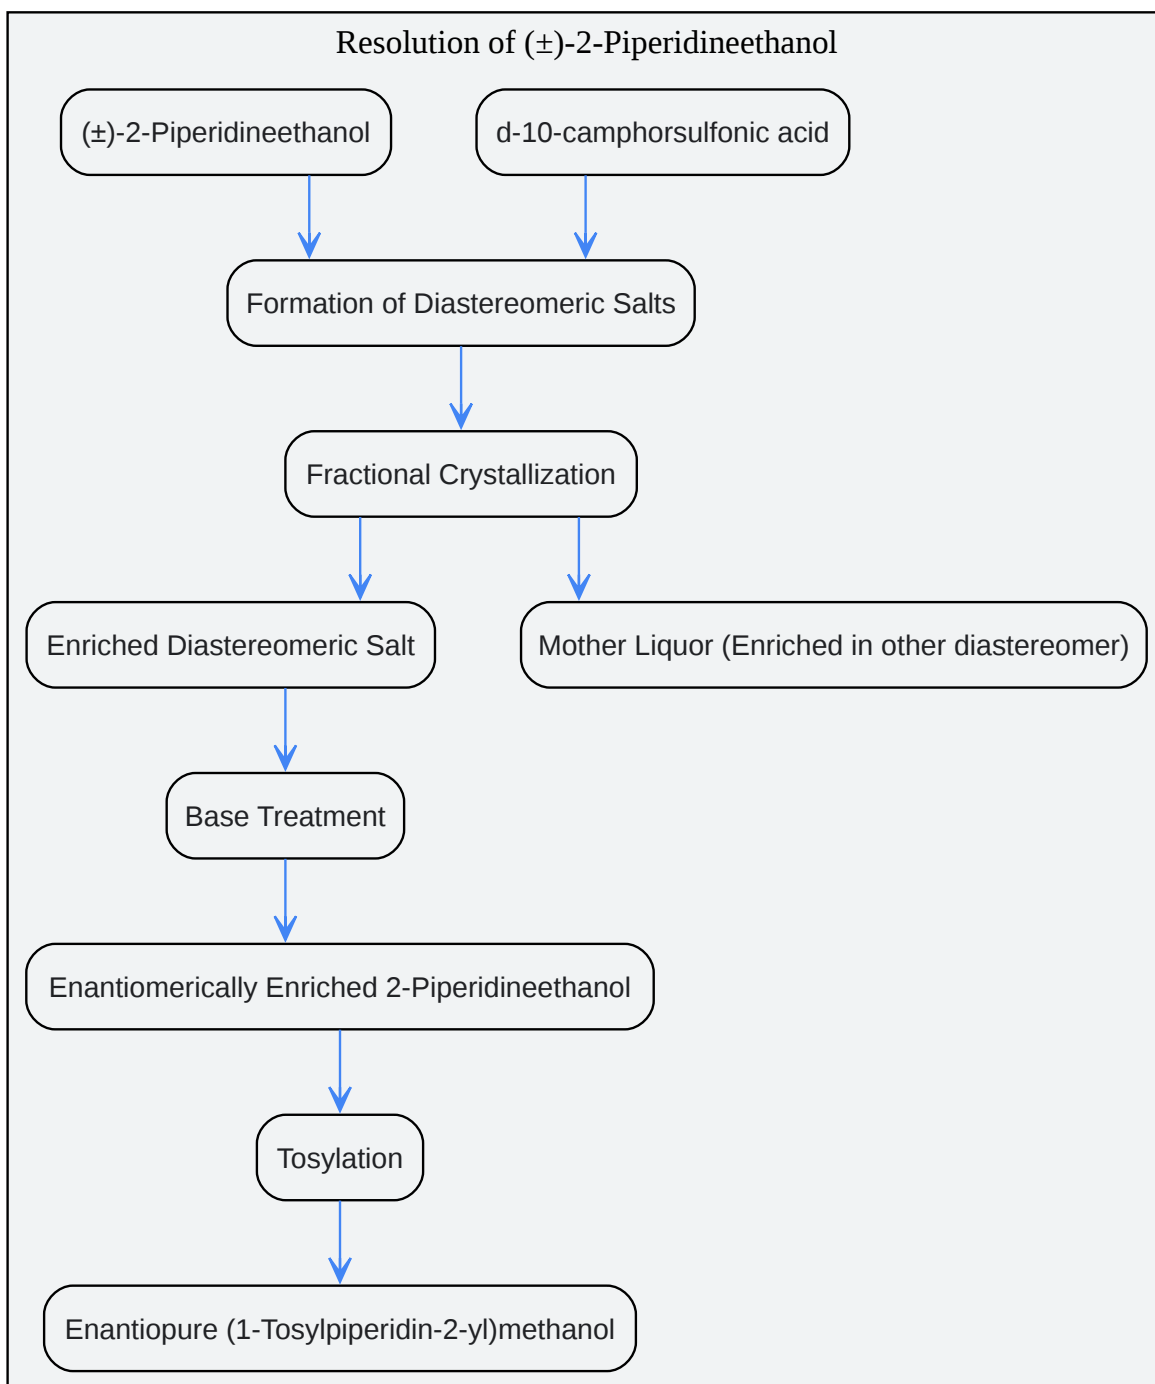 Resolution of (±)-2-Piperidineethanol
(±)-2-Piperidineethanol
d-10-camphorsulfonic acid
Formation of Diastereomeric Salts
Fractional Crystallization
Enriched Diastereomeric Salt
Mother Liquor (Enriched in other diastereomer)
Base Treatment
Enantiomerically Enriched 2-Piperidineethanol
Tosylation
Enantiopure (1-Tosylpiperidin-2-yl)methanol